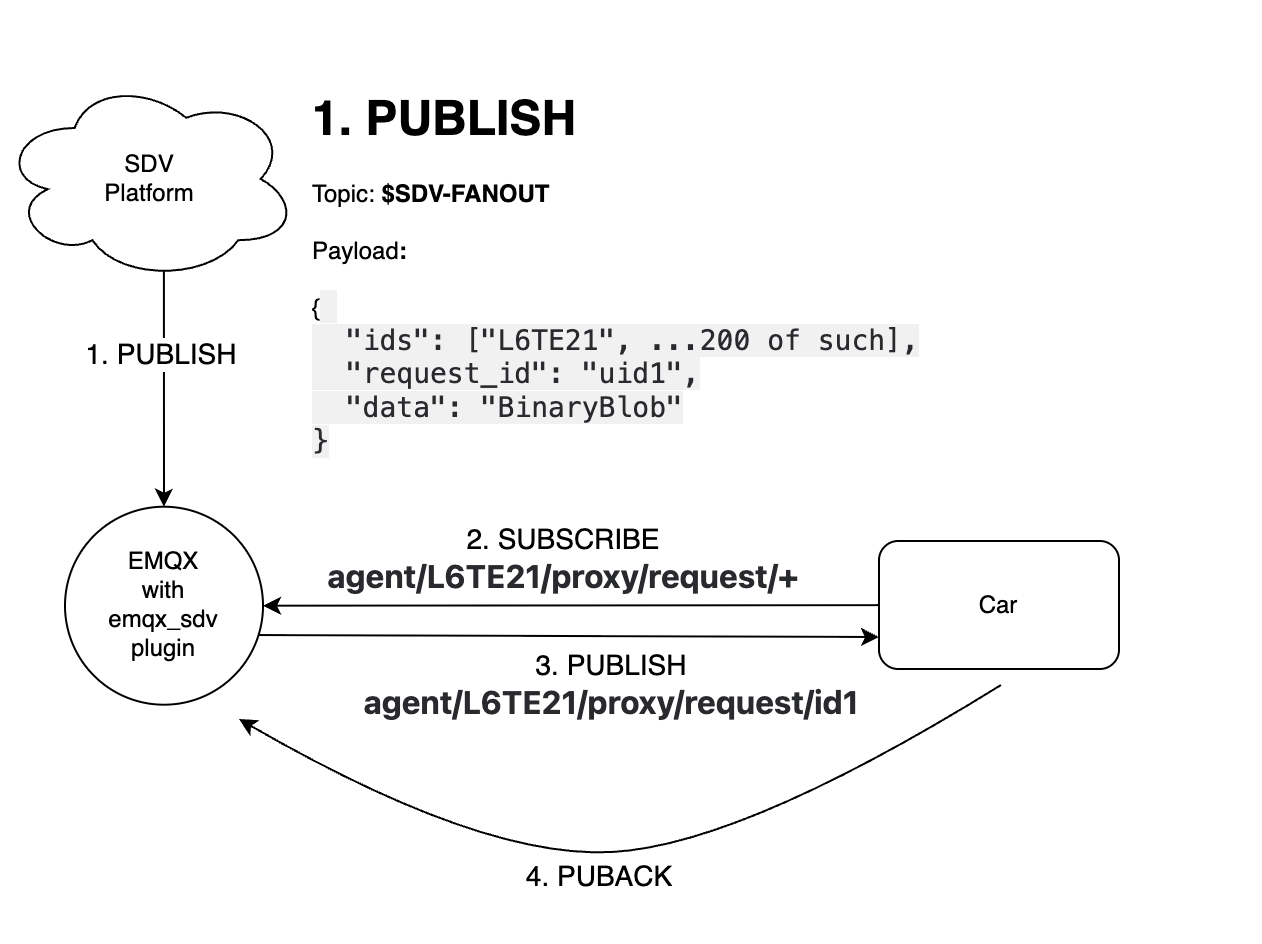 SDV
Platform
1. PUBLISH
Topic: $SDV-FANOUT
Payload:
{
"ids": ["L6TE21", ...200 of such],
"request_id": "uid1",
"data": "BinaryBlob"
}
1. PUBLISH
EMQX
with
emqx_sdv
plugin
2. SUBSCRIBE
agent/L6TE21/proxy/request/+
Car
3. PUBLISH
agent/L6TE21/proxy/request/id1
4. PUBACK